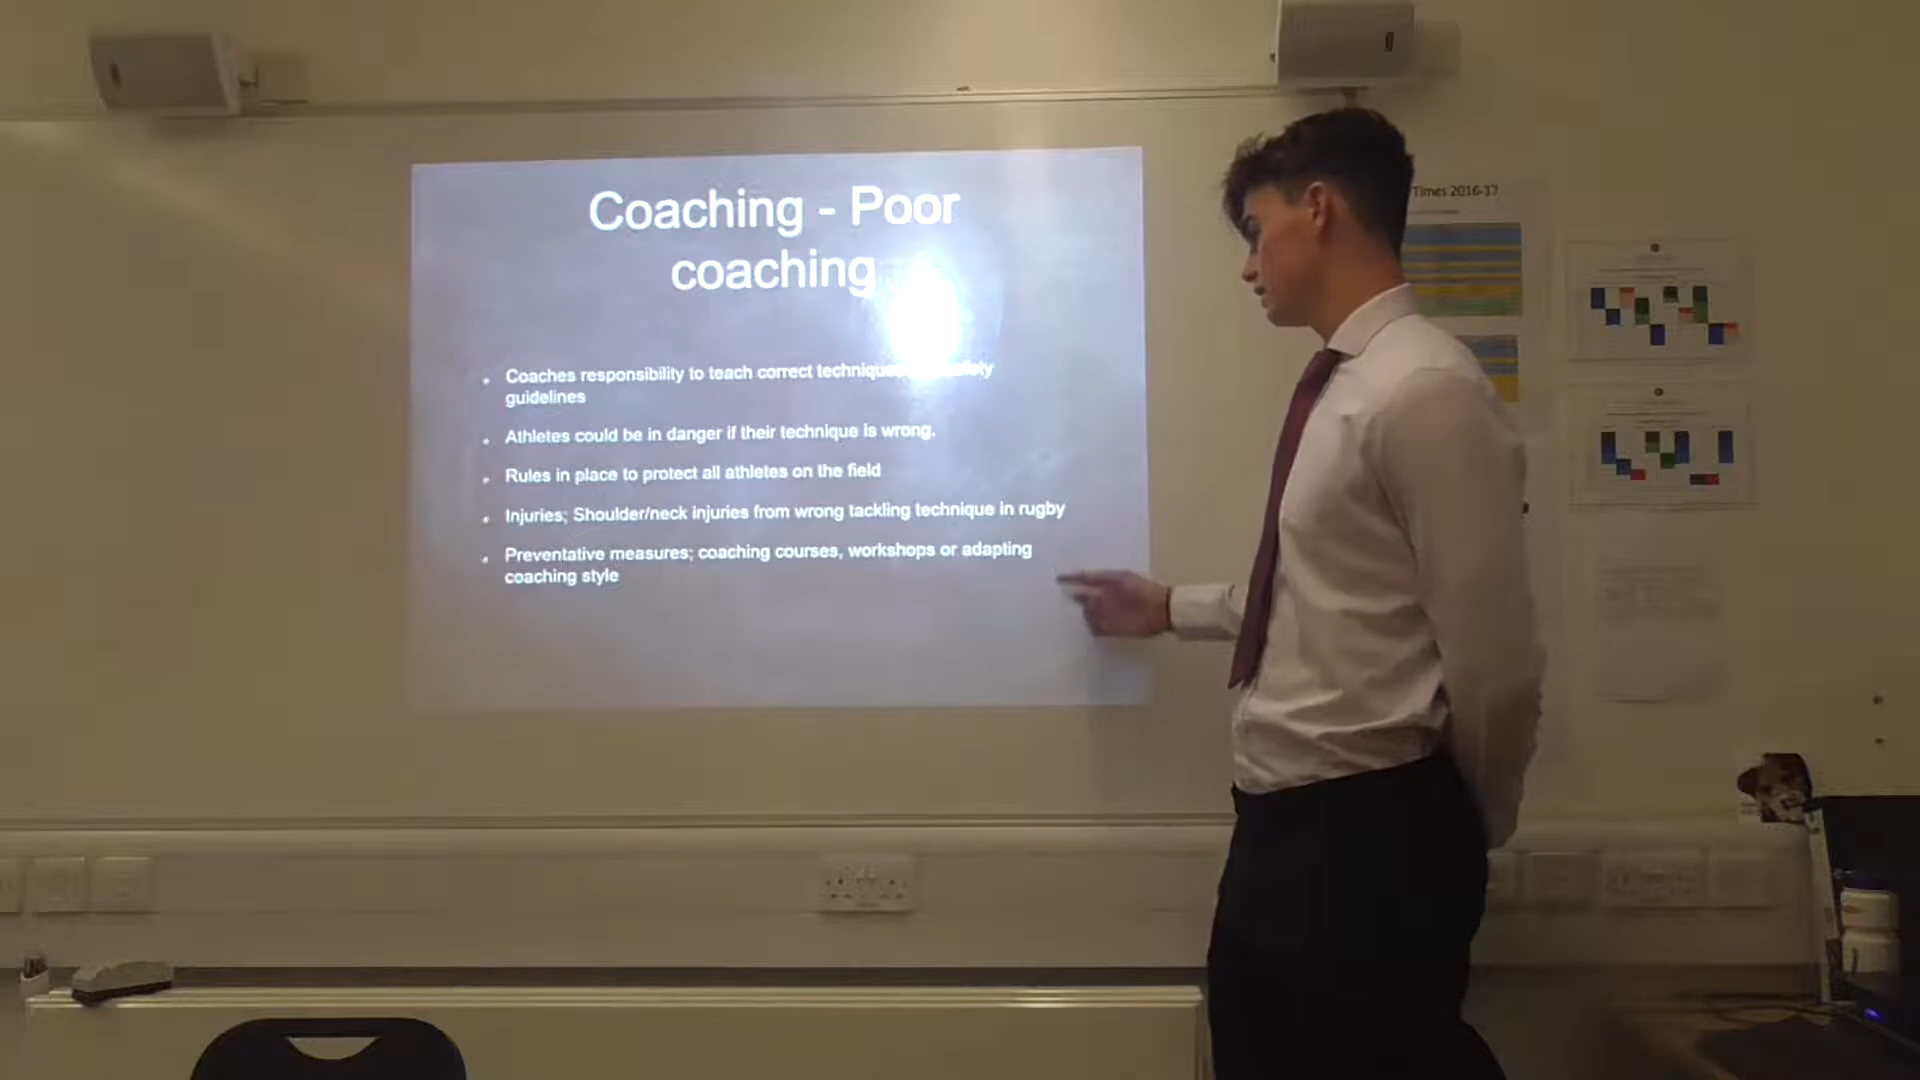 Coaching - Poor
coaching
Coaches responsibility to teach correct
guidelines
Athletes could be in danger if their technique is wrong.
Rules in place to protect all athletes on the field
Injuries; Shoulder/neck injuries from wrong tackling technique in rugby
Preventative measures; coaching courses, workshops or adapting
coaching style
Times 2016-17